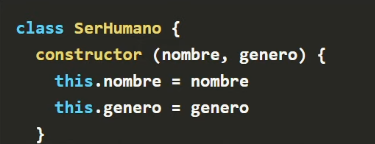 class SerHumano {
  constructor (nombre, genero) {
    this.nombre = nombre
    this.genero = genero
  }